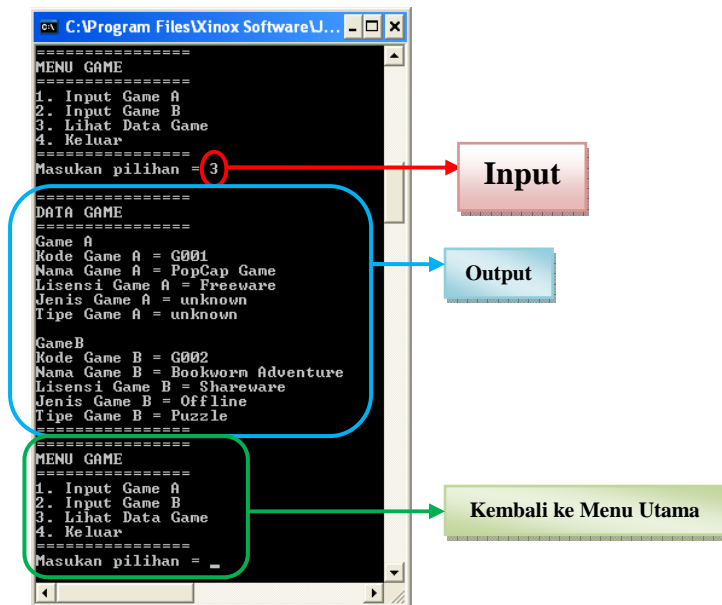 C:\Program Files\Xinox Software\J...
================
MENU GAME
================
1. Input Game A
2. Input Game B
3. Lihat Data Game
4. Keluar
================
Masukan pilihan = 3
Input
================
DATA GAME
================
Game A
Kode Game A = G001
Nama Game A = PopCap Game
Lisensi Game A = Freeware
Jenis Game A = unknown
Tipe Game A = unknown
Output
GameB
Kode Game B = G002
Nama Game B = Bookworm Adventure
Lisensi Game B = Shareware
Jenis Game B = Offline
Tipe Game B = Puzzle
================
================
MENU GAME
================
1. Input Game A
2. Input Game B
3. Lihat Data Game
4. Keluar
================
Masukan pilihan = _
Kembali ke Menu Utama